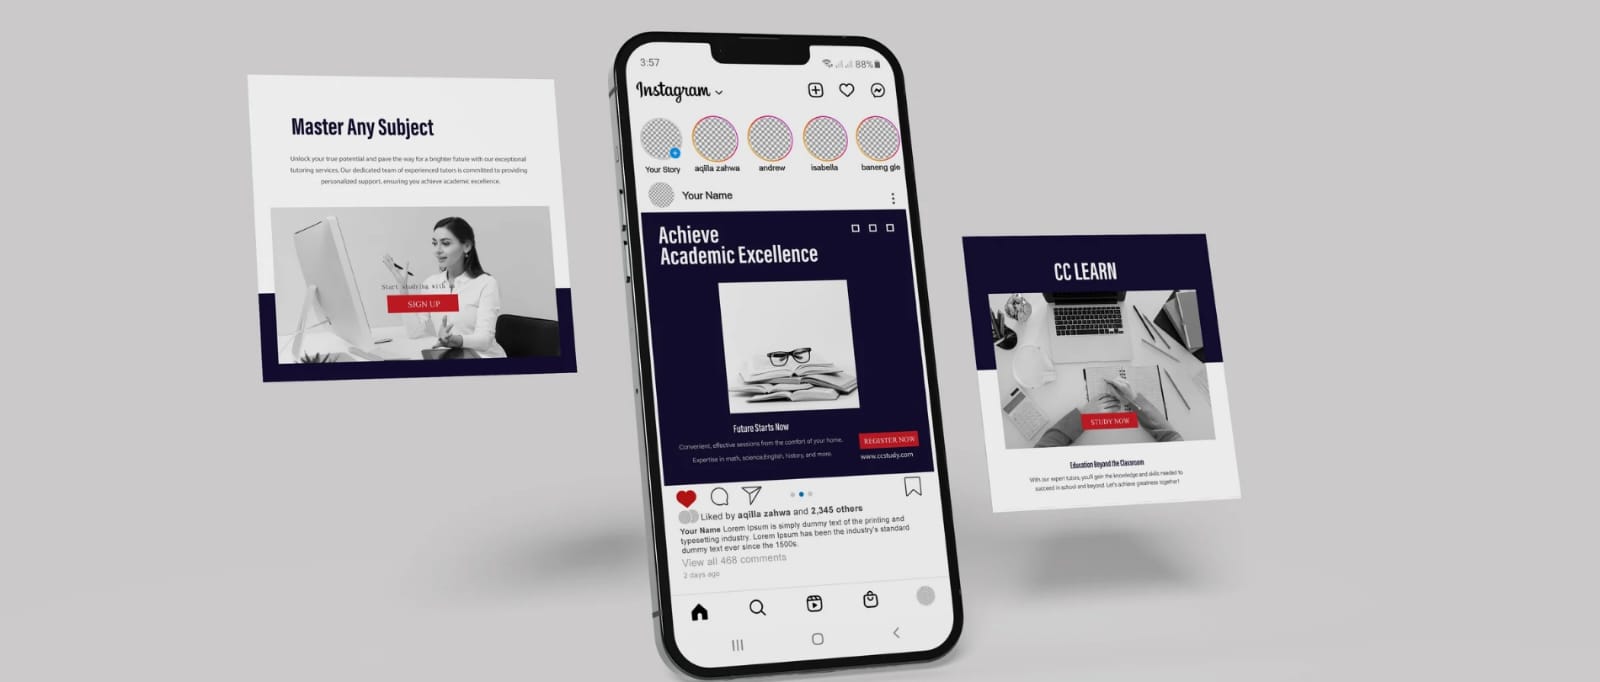 Master Any Subject
Unlock your true potential and pave the way for a brighter future with our exceptional
tutoring services. Our dedicated team of experienced tutors is committed to providing
personalized support, ensuring you achieve academic excellence.
Start studying with us
SIGN UP
3:57
88%
Instagram
Your Story
aqilla zahwa
andrew
isabella
baneng glo
Your Name
Achieve
Academic Excellence
Future Starts Now
Convenient, effective sessions from the comfort of your home.
Expertise in math, science,English, history, and more.
REGISTER NOW
www.ccstudy.com
Liked by aqilla zahwa and 2,345 others
Your Name Lorem Ipsum is simply dummy text of the printing and
typesetting industry. Lorem Ipsum has been the industry's standard
dummy text ever since the 1500s.
View all 468 comments
2 days ago
CC LEARN
STUDY NOW
Education Beyond the Classroom
With our expert tutors, you'll gain the knowledge and skills needed to
succeed in school and beyond. Let's achieve greatness together!